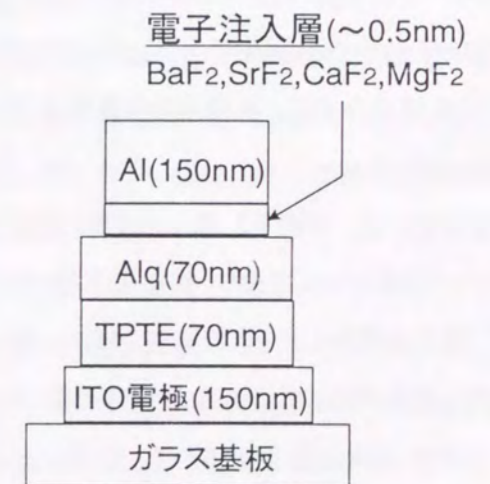 電子注入層(～0.5nm)
BaF2,SrF2,CaF2,MgF2
Al(150nm)
Alq(70nm)
TPTE(70nm)
ITO電極(150nm)
ガラス基板